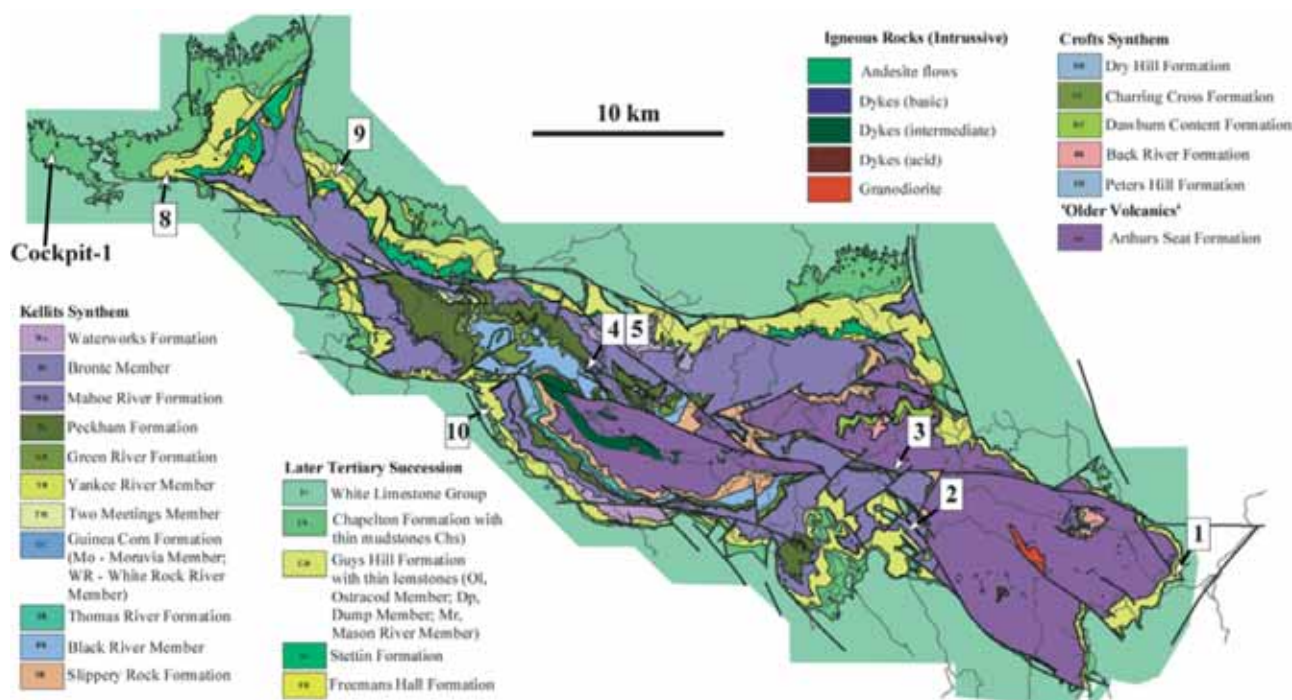 Igneous Rocks (Intrussive)
Andesite flows
Dykes (basic)
Dykes (intermediate)
Dykes (acid)
Granodiorite
Crofts Synthem
Dry Hill Formation
Charring Cross Formation
Dawburn Content Formation
Back River Formation
Peters Hill Formation
'Older Volcanics'
Arthurs Seat Formation
10 km
9
8
Cockpit-1
4 5
10
3
2
1
Kellits Synthem
Waterworks Formation
Bronte Member
Mahoe River Formation
Peckham Formation
Green River Formation
Yankee River Member
Two Meetings Member
Guinea Corn Formation
(Mo - Moravia Member;
WR - White Rock River
Member)
Thomas River Formation
Black River Member
Slippery Rock Formation
Later Tertiary Succession
White Limestone Group
Chapelton Formation with
thin mudstones Chs)
Guys Hill Formation
with thin lemstones (Ol,
Ostracod Member; Dp,
Dump Member; Mr,
Mason River Member)
Stettin Formation
Freemans Hall Formation